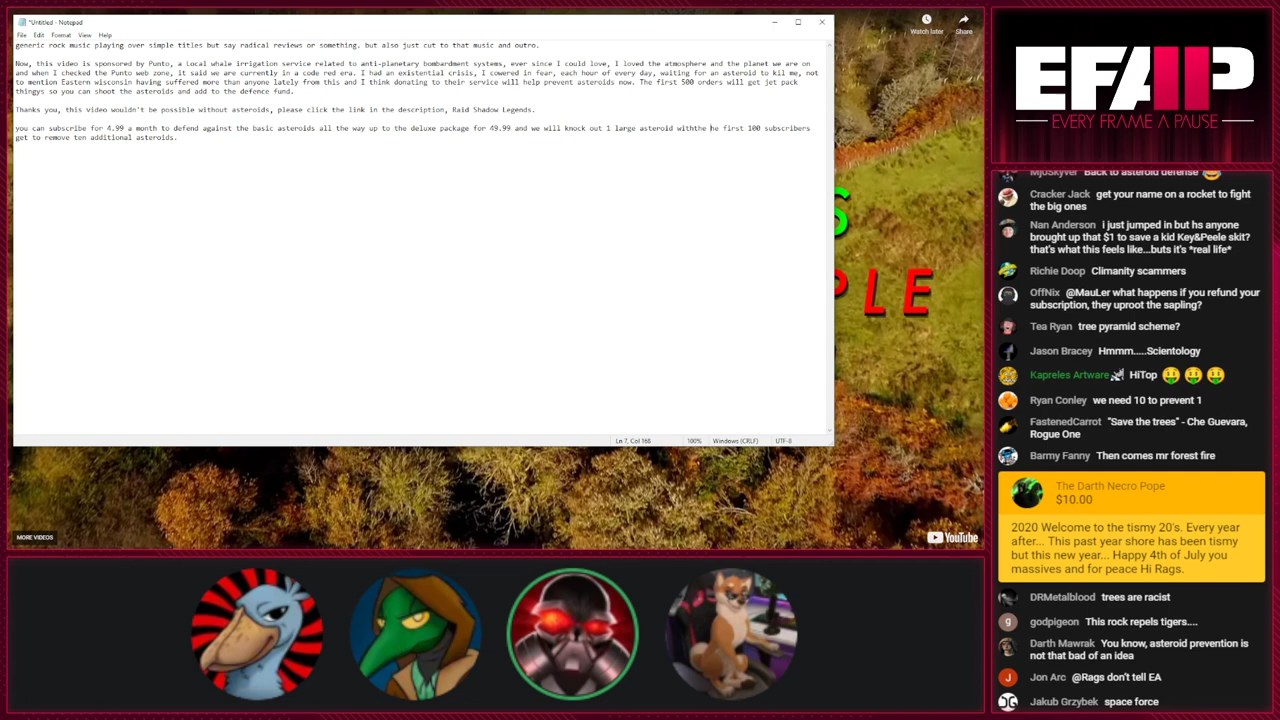 *Untitled - Notepad
File Edit Format View Help
generic rock music playing over simple titles but say radical reviews or something. but also just cut to that music and outro.
Now, this video is sponsored by Punto, a Local whale irrigation service related to anti-planetary bombardment systems, ever since I could love, I loved the atmosphere and the planet we are on
and when I checked the Punto web zone, it said we are currently in a code red era. I had an existential crisis, I cowered in fear, each hour of every day, waiting for an asteroid to kil me, not
to mention Eastern wisconsin having suffered more than anyone lately from this and I think donating to their service will help prevent asteroids now. The first 500 orders will get jet pack
thingys so you can shoot the asteroids and add to the defence fund.
Thanks you, this video wouldn't be possible without asteroids, please click the link in the description, Raid Shadow Legends.
you can subscribe for 4.99 a month to defend against the basic asteroids all the way up to the deluxe package for 49.99 and we will knock out 1 large asteroid withthe he first 100 subscribers
get to remove ten additional asteroids.
Ln 7, Col 168 100% Windows (CRLF) UTF-8
Watch later Share
S
PLE
MORE VIDEOS
YouTube
EFAP
EVERY FRAME A PAUSE
MjoSkyver Back to asteroid defense
Cracker Jack get your name on a rocket to fight
the big ones
Nan Anderson i just jumped in but hs anyone
brought up that $1 to save a kid Key&Peele skit?
that's what this feels like...buts it's *real life*
Richie Doop Climanity scammers
OffNix @MauLer what happens if you refund your
subscription, they uproot the sapling?
Tea Ryan tree pyramid scheme?
Jason Bracey Hmmm.....Scientology
Kapreles Artware HiTop
Ryan Conley we need 10 to prevent 1
FastenedCarrot "Save the trees" - Che Guevara,
Rogue One
Barmy Fanny Then comes mr forest fire
The Darth Necro Pope
$10.00
2020 Welcome to the tismy 20's. Every year
after... This past year shore has been tismy
but this new year... Happy 4th of July you
massives and for peace Hi Rags.
DRMetalblood trees are racist
godpigeon This rock repels tigers....
Darth Mawrak You know, asteroid prevention is
not that bad of an idea
Jon Arc @Rags don't tell EA
Jakub Grzybek space force